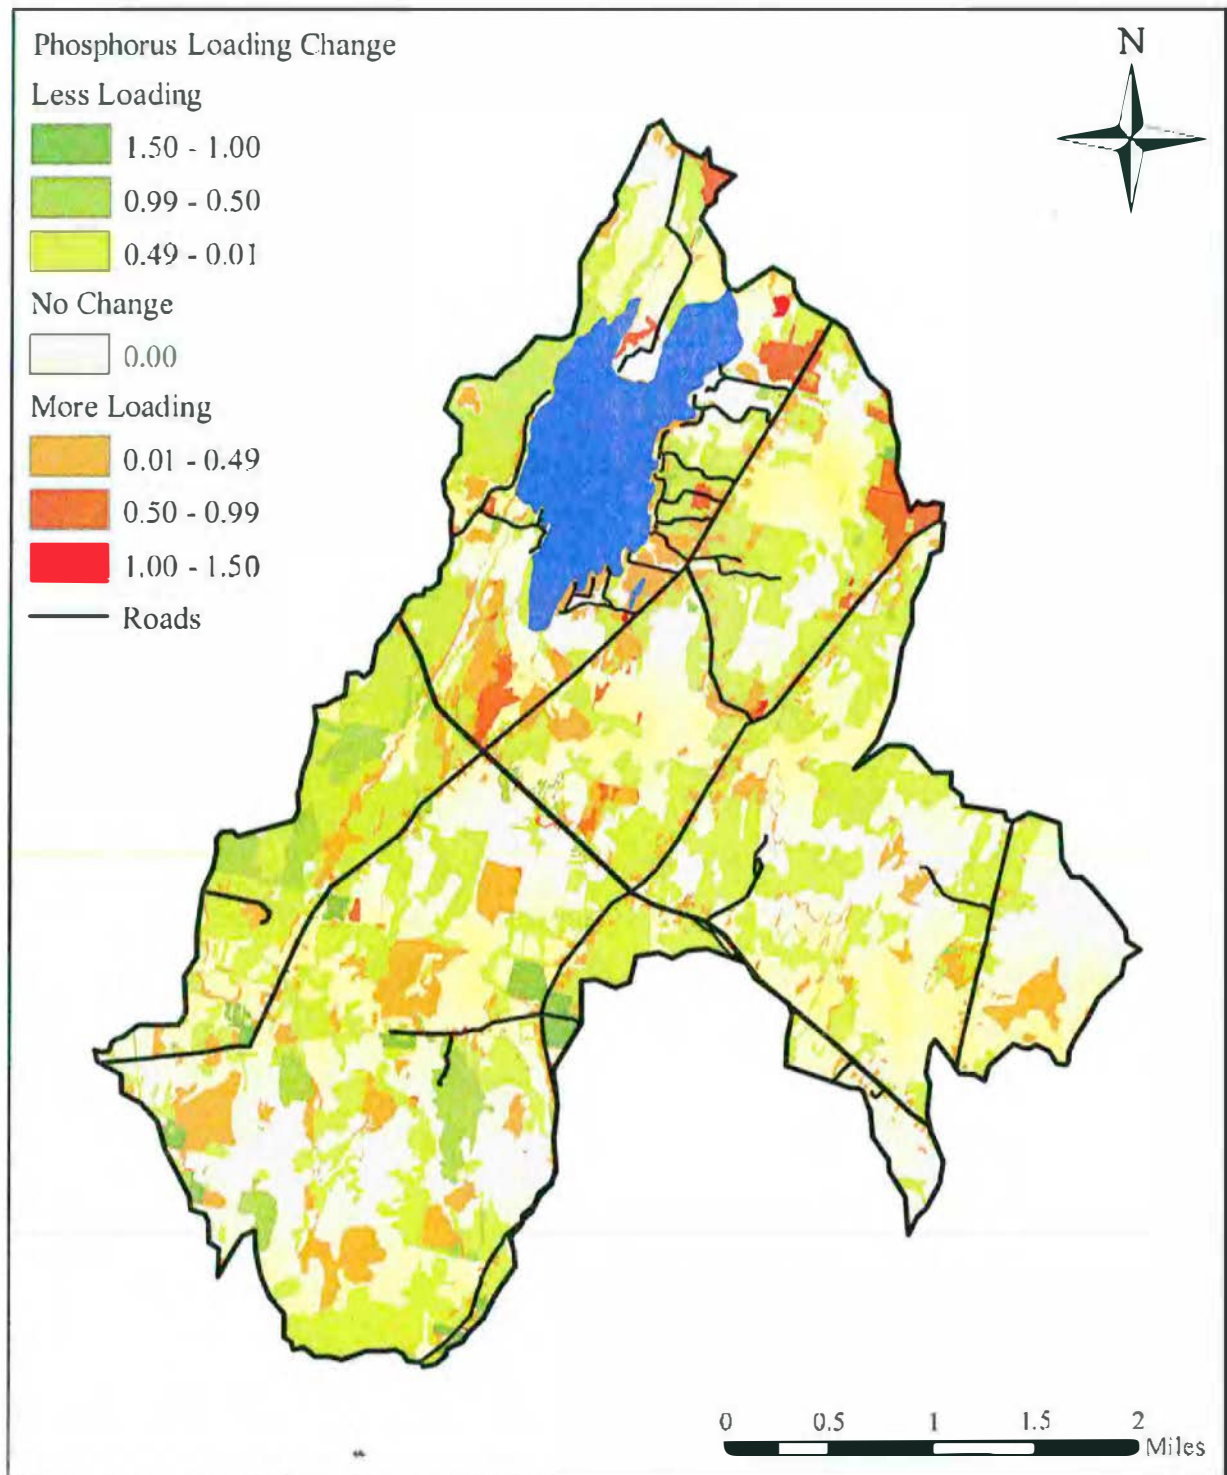 Phosphorus Loading Change
Less Loading
1.50 - 1.00
0.99 - 0.50
0.49 - 0.01
No Change
0.00
More Loading
0.01 - 0.49
0.50 - 0.99
1.00 - 1.50
Roads
N
0 0.5 1 1.5 2
Miles